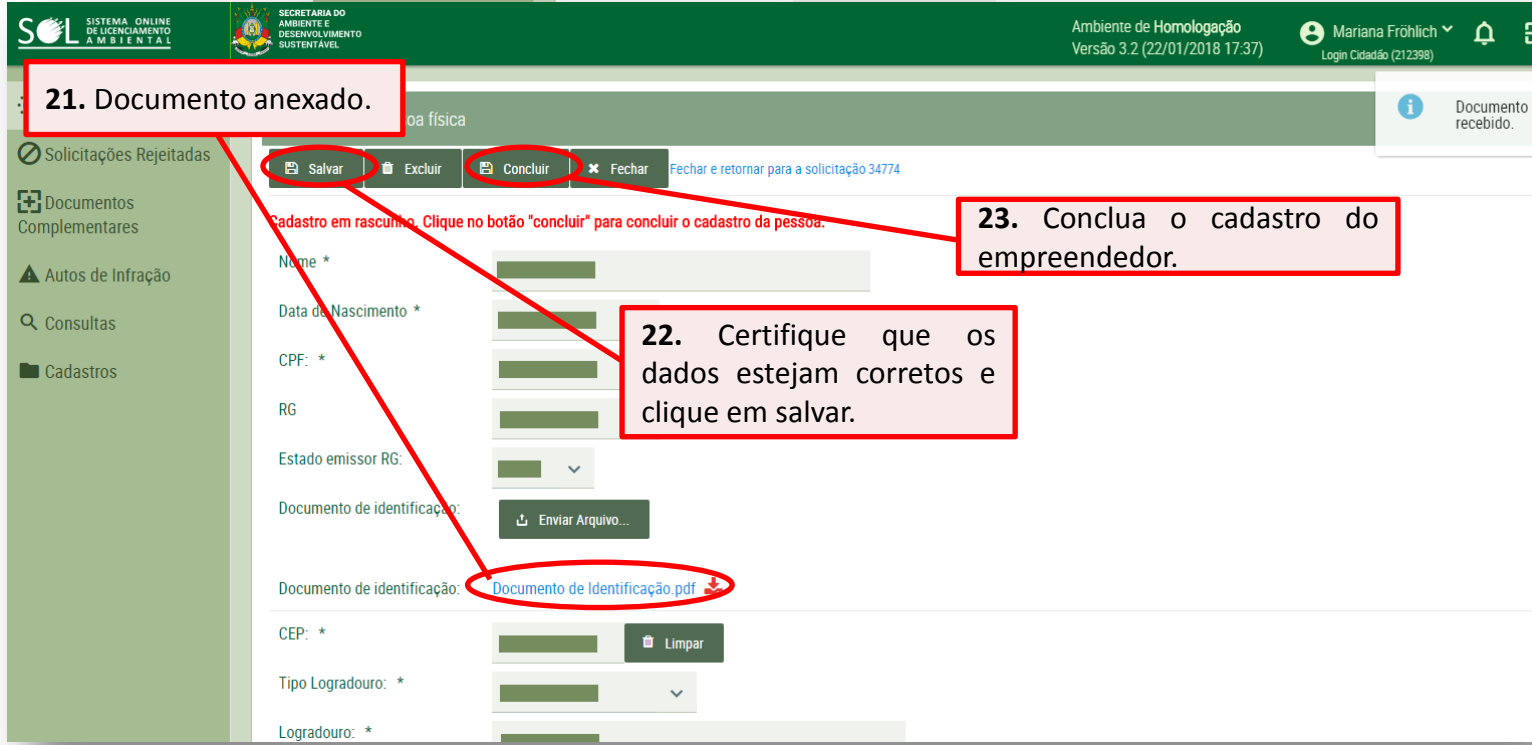 SOL SISTEMA ONLINE
DE LICENCIAMENTO
AMBIENTAL
SECRETARIA DO
AMBIENTE E
DESENVOLVIMENTO
SUSTENTÁVEL
Ambiente de Homologação
Versão 3.2 (22/01/2018 17:37)
Mariana Fröhlich
Login Cidadão (212398)
Documento
recebido.
21. Documento anexado.
oa física
Solicitações Rejeitadas
Documentos
Complementares
Autos de Infração
Consultas
Cadastros
Salvar Excluir Concluir Fechar Fechar e retornar para a solicitação 34774
Cadastro em rascunho. Clique no botão "concluir" para concluir o cadastro da pessoa.
23. Conclua o cadastro do
empreendedor.
Nome *
Data de Nascimento *
22. Certifique que os
dados estejam corretos e
clique em salvar.
CPF: *
RG
Estado emissor RG:
Documento de identificação:
Enviar Arquivo...
Documento de identificação: Documento de Identificação.pdf
CEP: *
Limpar
Tipo Logradouro: *
Logradouro: *